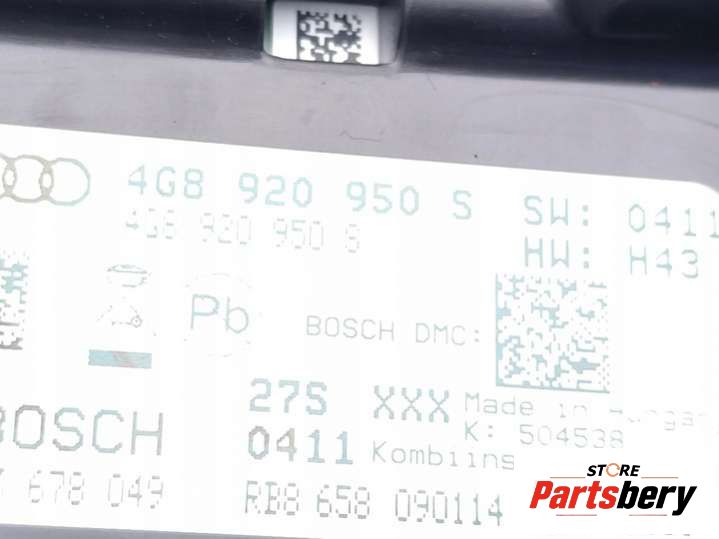 4G8 920 950 S SW: 0411
4G8 920 950 S HW: H43
Pb BOSCH DMC:
27S XXX Made in
BOSCH 0411 Kombiins K: 504538
678 049 RB8 658 090114
STORE
Partsbery